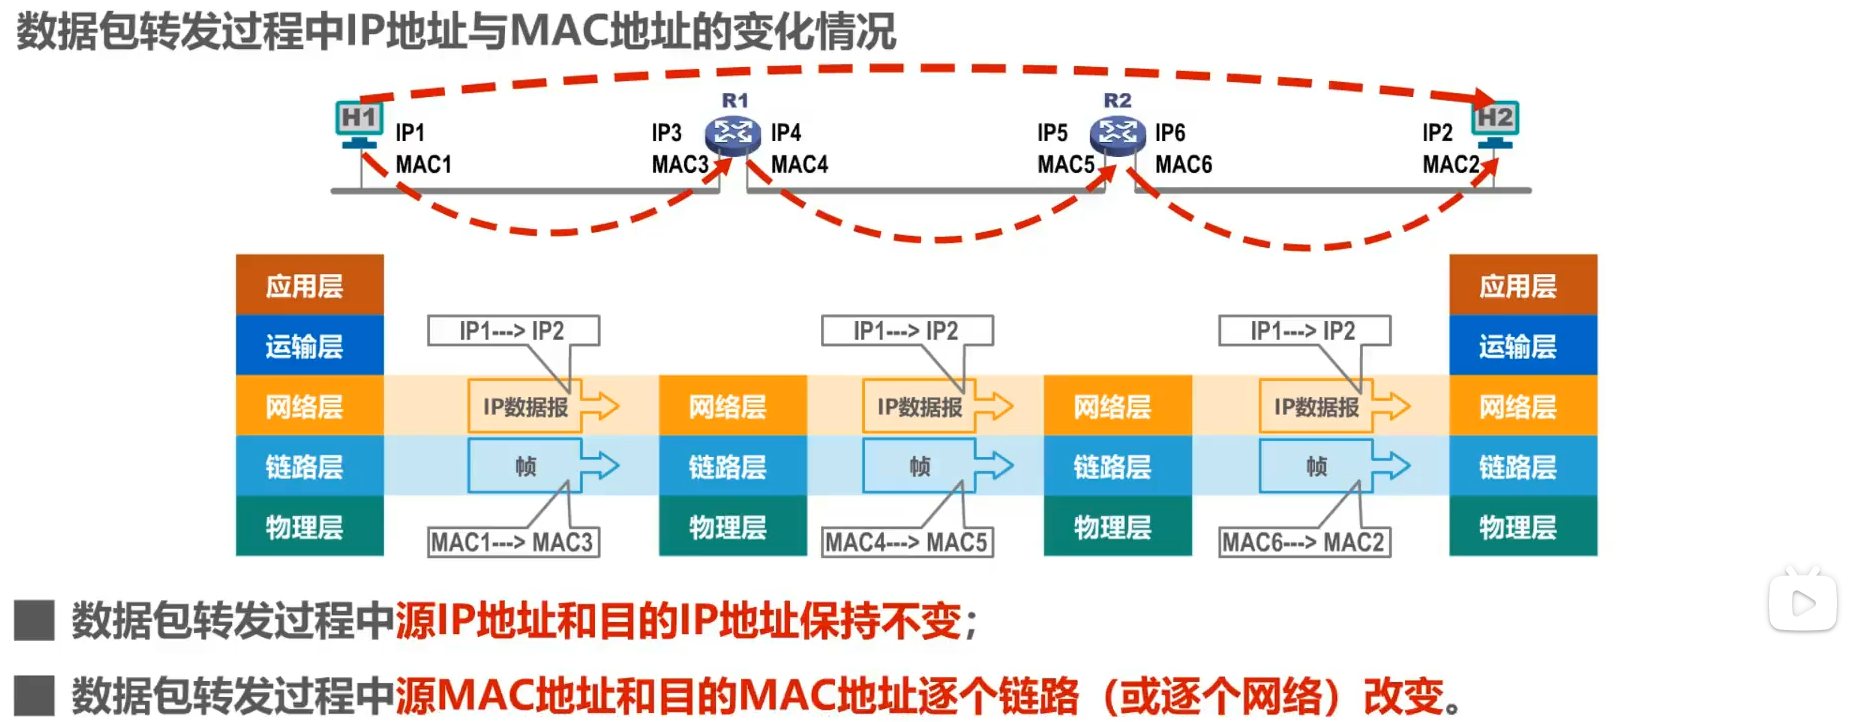 数据包转发过程中IP地址与MAC地址的变化情况
H1
IP1
MAC1
R1
IP3
MAC3
IP4
MAC4
R2
IP5
MAC5
IP6
MAC6
H2
IP2
MAC2
应用层
运输层
网络层
链路层
物理层
IP1---> IP2
IP数据报
帧
MAC1---> MAC3
网络层
链路层
物理层
IP1---> IP2
IP数据报
帧
MAC4---> MAC5
网络层
链路层
物理层
IP1---> IP2
IP数据报
帧
MAC6---> MAC2
应用层
运输层
网络层
链路层
物理层
数据包转发过程中源IP地址和目的IP地址保持不变；
数据包转发过程中源MAC地址和目的MAC地址逐个链路（或逐个网络）改变。